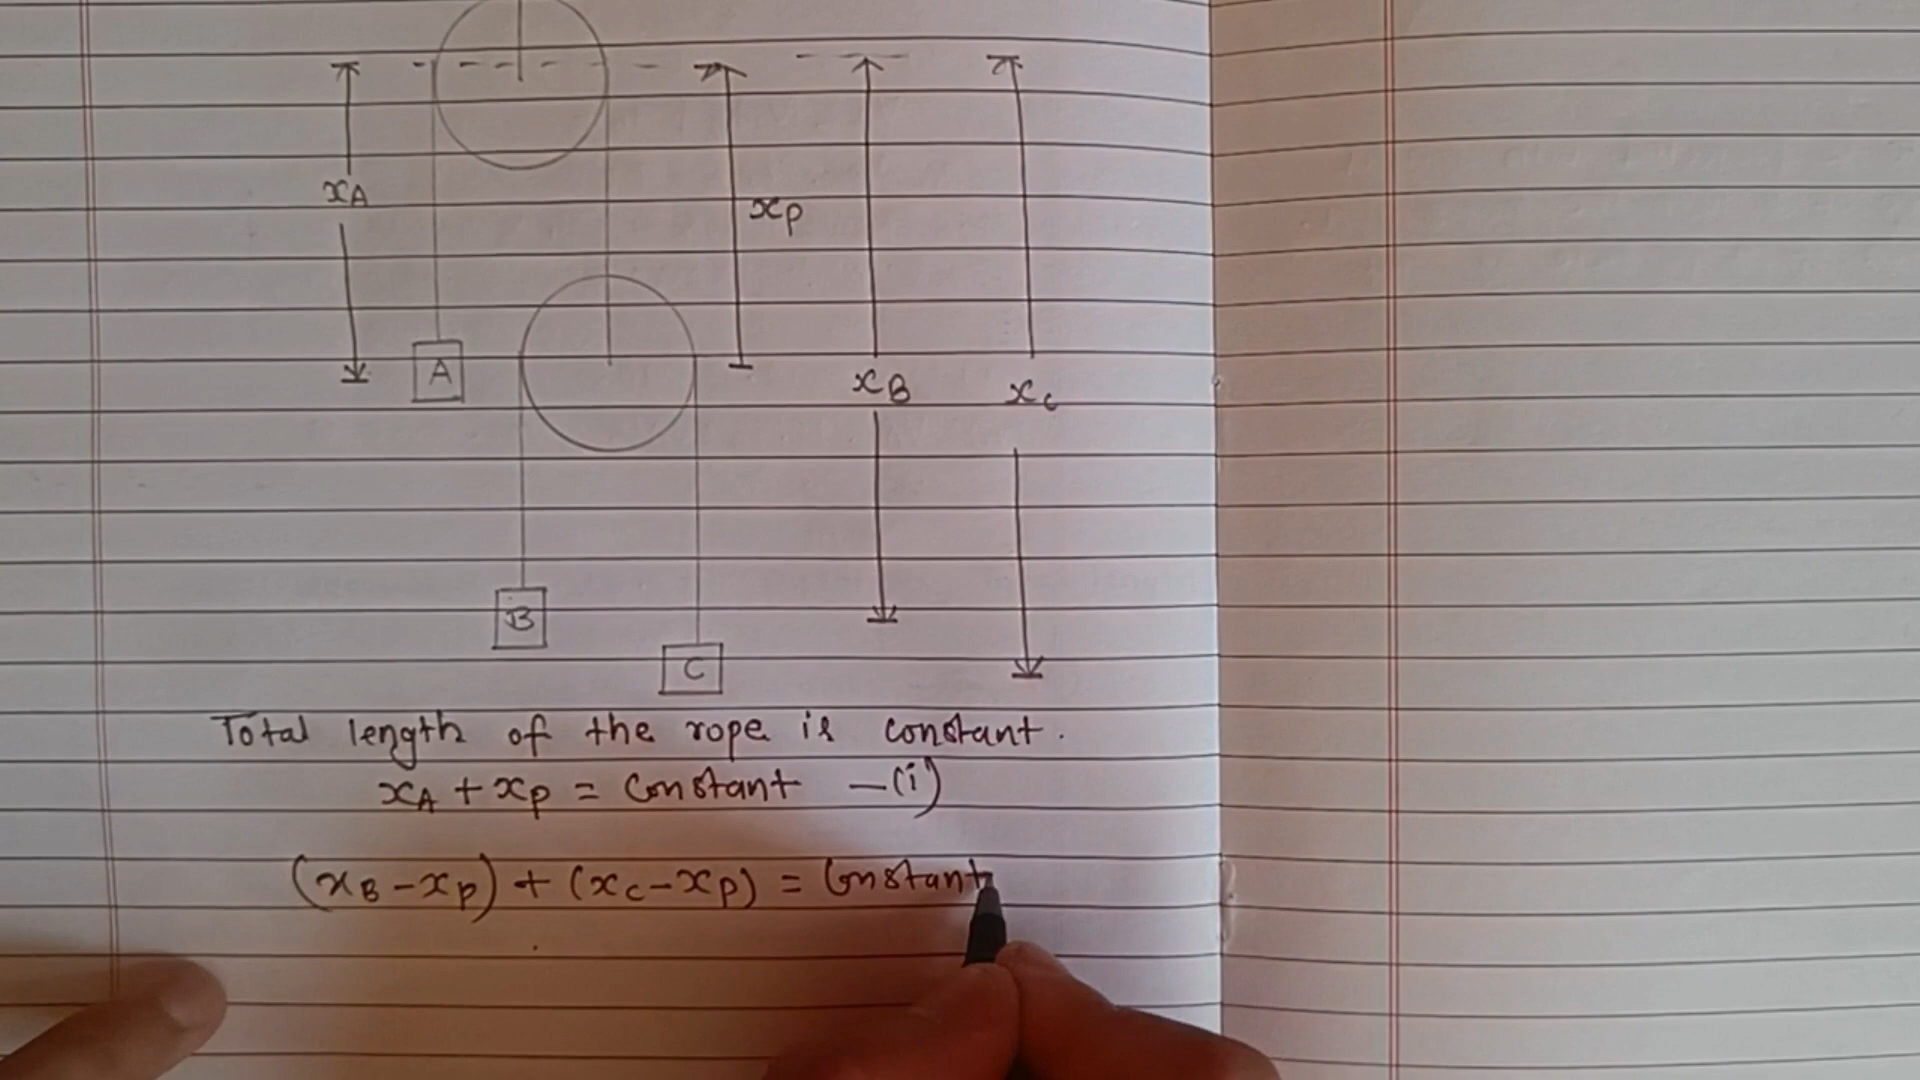 xA
xP
xB
xC
A
B
C
Total length of the rope is constant.
xA + xP = Constant —(i)
(xB – xP) + (xC – xP) = Constant